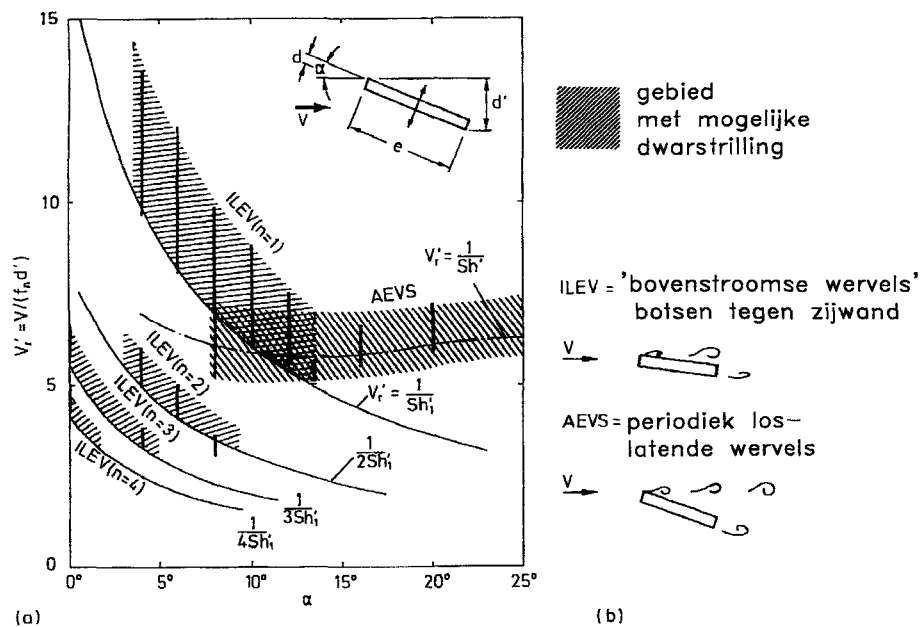 15
10
5
0
V'r = V/(fn d')
0°
5°
10°
15°
20°
25°
α
d
α
V
e
d'
ILEV(n=1)
AEVS
V'r = 1/Sh'
ILEV(n=2)
ILEV(n=3)
ILEV(n=4)
V'r = 1/Sh'1
1/2Sh'1
1/3Sh'1
1/4Sh'1
(a)
gebied
met mogelijke
dwarstrilling
ILEV = 'bovenstroomse wervels'
botsen tegen zijwand
V
AEVS = periodiek los-
latende wervels
V
(b)